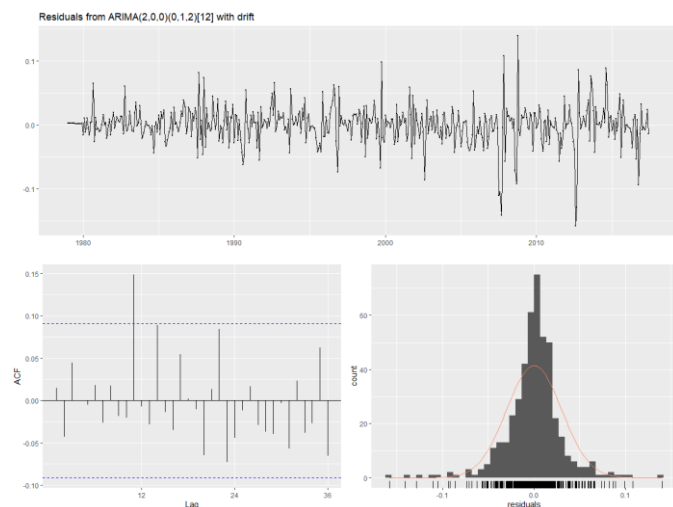 Residuals from ARIMA(2,0,0)(0,1,2)[12] with drift
0.1
0.0
-0.1
1980 1990 2000 2010
0.15
0.10
0.05
0.00
-0.05
-0.10
ACF
12 24 36
Lag
60
40
20
0
count
-0.1 0.0 0.1
residuals